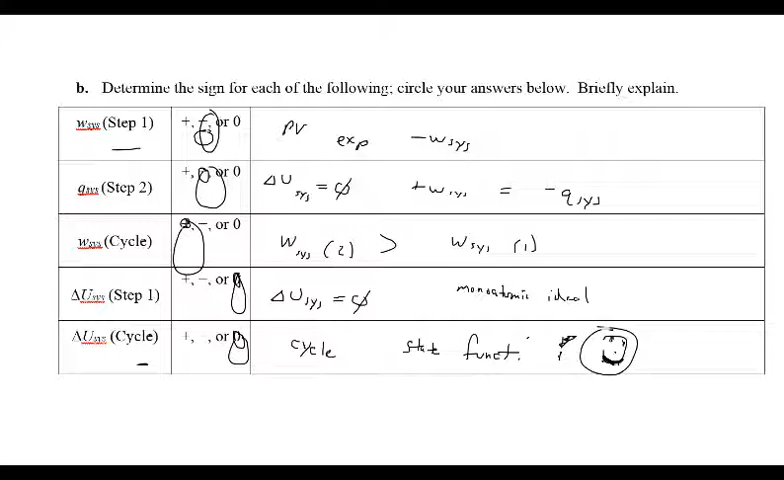 b. Determine the sign for each of the following; circle your answers below. Briefly explain.
wsys (Step 1) +, −, or 0 PV exp −wsys
qsys (Step 2) +, −, or 0 ΔUsys = ϕ +wsys = −qsys
wsys (Cycle) +, −, or 0 Wsys (2) > Wsys (1)
ΔUsys (Step 1) +, −, or 0 ΔUsys = ϕ monoatomic ideal
ΔUsys (Cycle) +, −, or 0 cycle state funct.